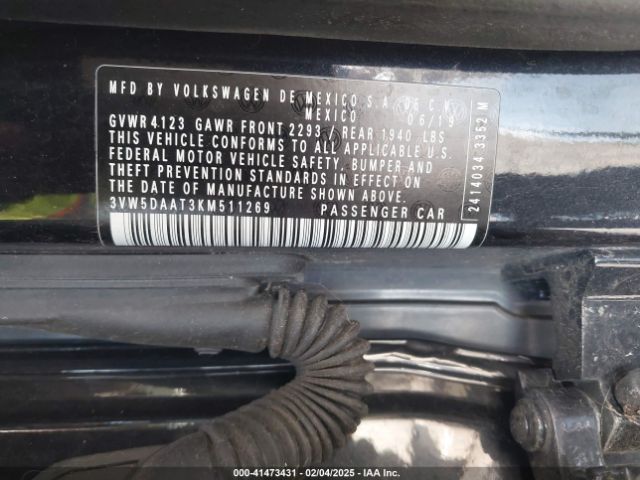 MFD BY VOLKSWAGEN DE MEXICO S.A. DE C.V.
MEXICO 06/19
GVWR 4123 GAWR FRONT 2293 / REAR 1940 LBS
THIS VEHICLE CONFORMS TO ALL APPLICABLE U.S.
FEDERAL MOTOR VEHICLE SAFETY, BUMPER AND
THEFT PREVENTION STANDARDS IN EFFECT ON
THE DATE OF MANUFACTURE SHOWN ABOVE.
3VW5DAAT3KM511269 PASSENGER CAR
2414034 3352 M
000-41473431 - 02/04/2025 - IAA Inc.